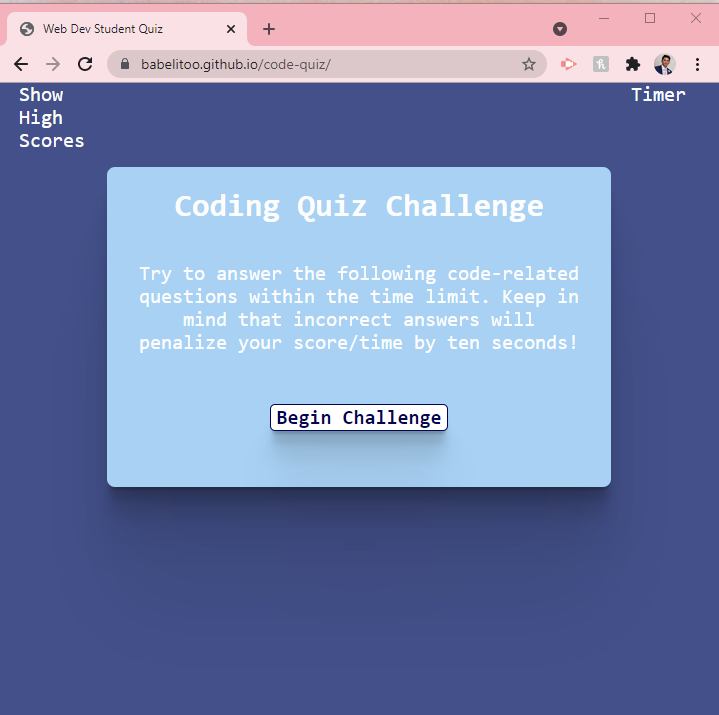 Web Dev Student Quiz
babelitoo.github.io/code-quiz/
Show
High
Scores
Timer
Coding Quiz Challenge
Try to answer the following code-related
questions within the time limit. Keep in
mind that incorrect answers will
penalize your score/time by ten seconds!
Begin Challenge